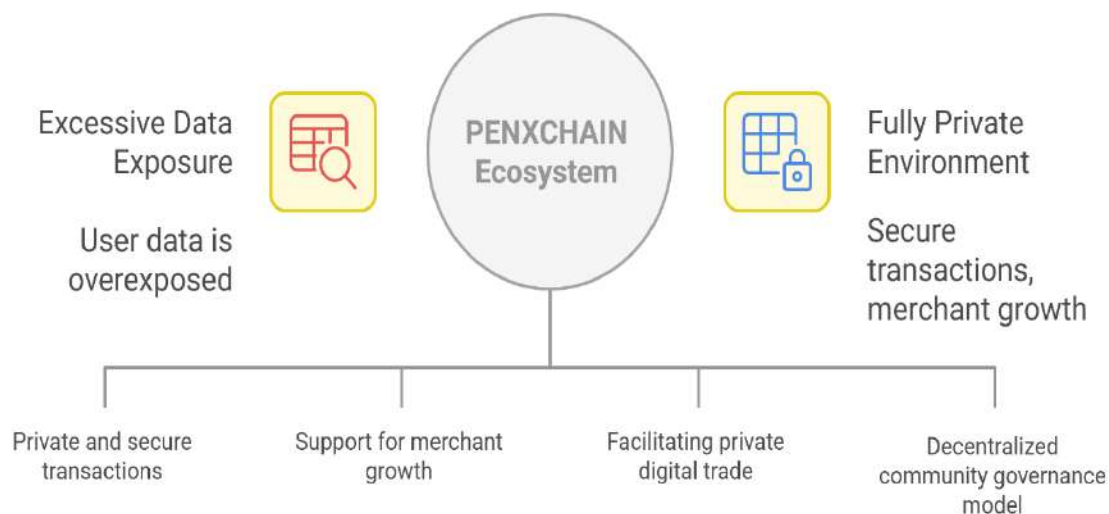 Excessive Data
Exposure
User data is
overexposed
PENXCHAIN
Ecosystem
Fully Private
Environment
Secure
transactions,
merchant growth
Private and secure
transactions
Support for merchant
growth
Facilitating private
digital trade
Decentralized
community governance
model